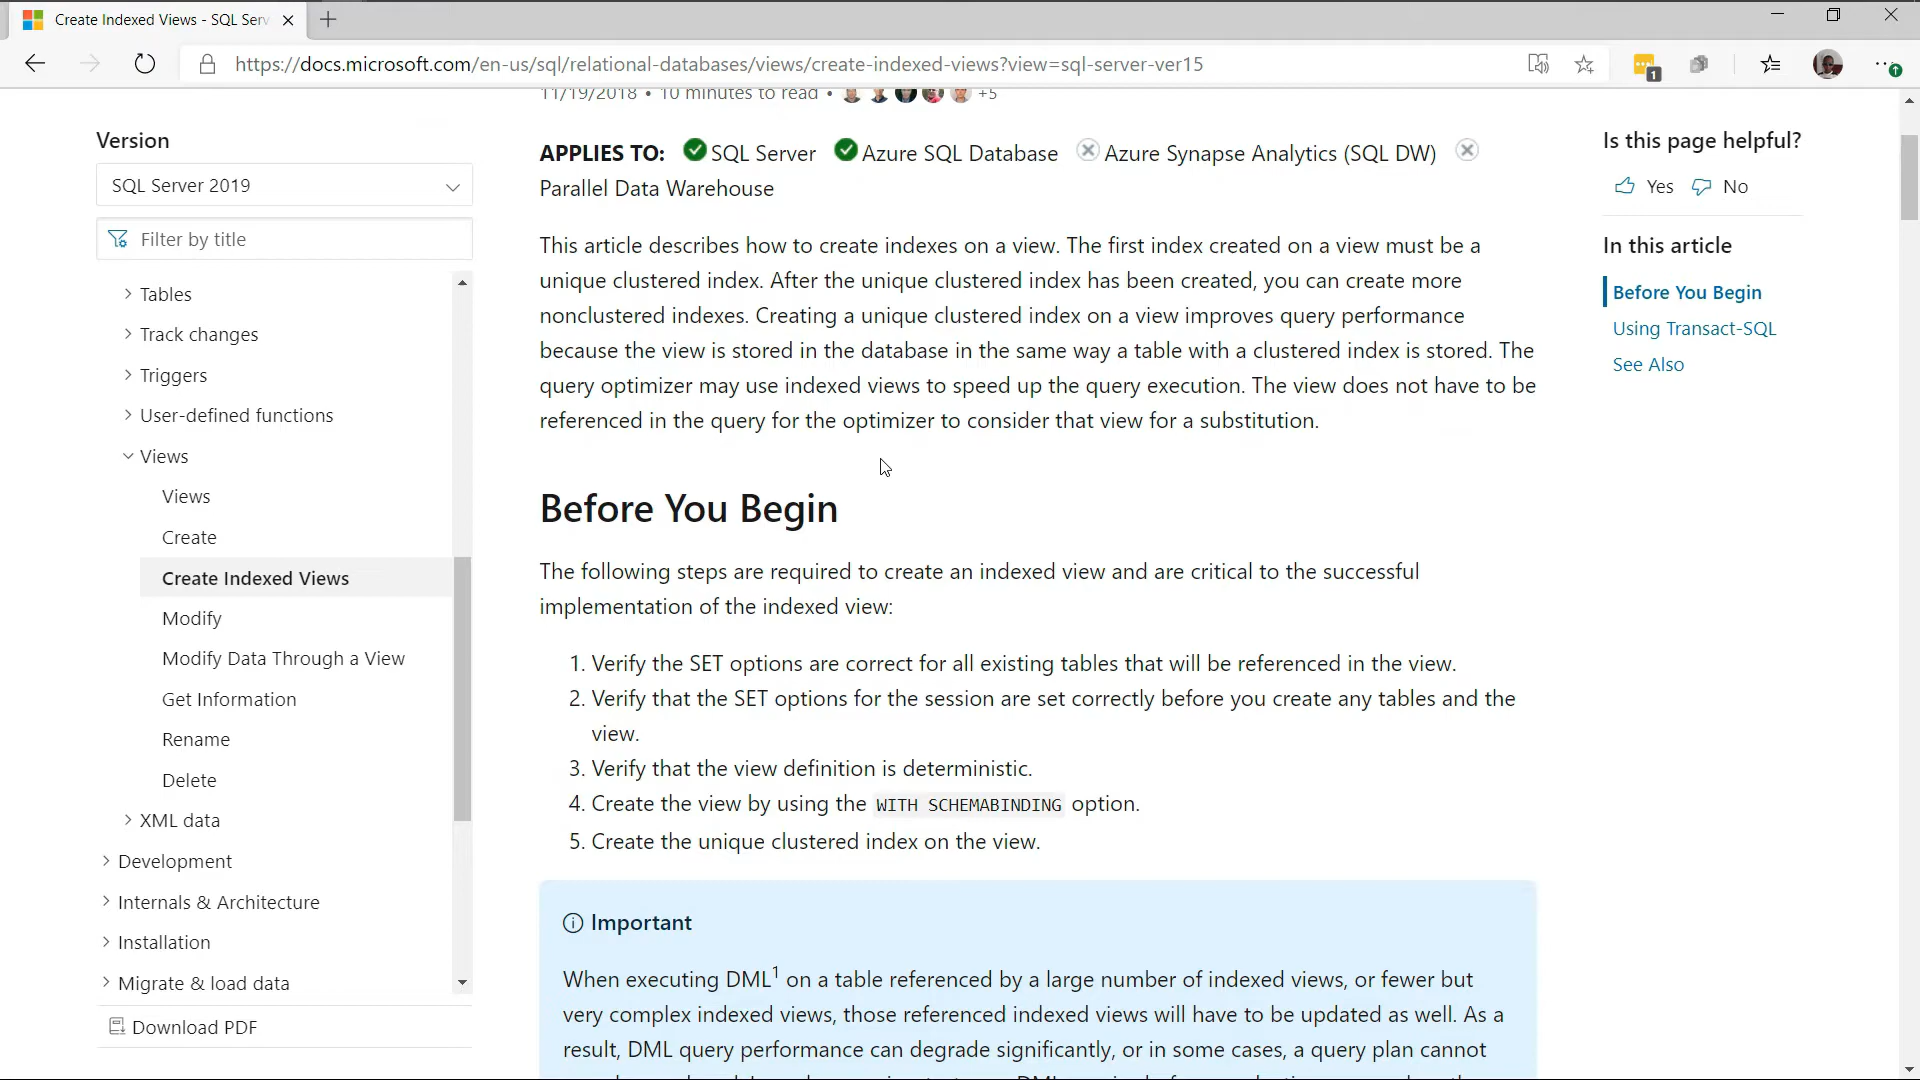 Create Indexed Views - SQL Serv
https://docs.microsoft.com/en-us/sql/relational-databases/views/create-indexed-views?view=sql-server-ver15
1
11/19/2018 • 10 minutes to read • +5
Version
SQL Server 2019
Filter by title
Tables
Track changes
Triggers
User-defined functions
Views
Views
Create
Create Indexed Views
Modify
Modify Data Through a View
Get Information
Rename
Delete
XML data
Development
Internals & Architecture
Installation
Migrate & load data
Download PDF
APPLIES TO: SQL Server Azure SQL Database Azure Synapse Analytics (SQL DW)
Parallel Data Warehouse
This article describes how to create indexes on a view. The first index created on a view must be a
unique clustered index. After the unique clustered index has been created, you can create more
nonclustered indexes. Creating a unique clustered index on a view improves query performance
because the view is stored in the database in the same way a table with a clustered index is stored. The
query optimizer may use indexed views to speed up the query execution. The view does not have to be
referenced in the query for the optimizer to consider that view for a substitution.
Before You Begin
The following steps are required to create an indexed view and are critical to the successful
implementation of the indexed view:
1. Verify the SET options are correct for all existing tables that will be referenced in the view.
2. Verify that the SET options for the session are set correctly before you create any tables and the
view.
3. Verify that the view definition is deterministic.
4. Create the view by using the WITH SCHEMABINDING option.
5. Create the unique clustered index on the view.
Important
When executing DML1 on a table referenced by a large number of indexed views, or fewer but
very complex indexed views, those referenced indexed views will have to be updated as well. As a
result, DML query performance can degrade significantly, or in some cases, a query plan cannot
Is this page helpful?
Yes No
In this article
Before You Begin
Using Transact-SQL
See Also